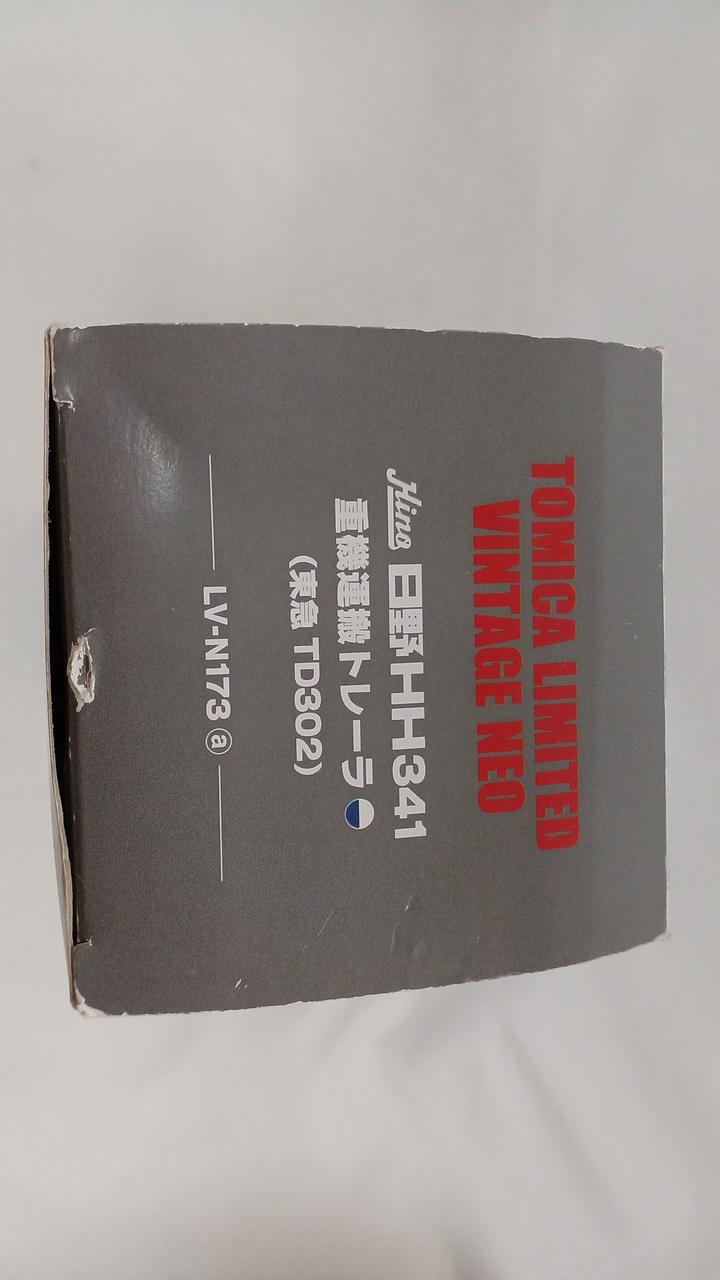 TOMICA LIMITED
VINTAGE NEO
Hino 日野HH341
重機運搬トレーラ
(東急 TD302)
LV-N173 ⓐ